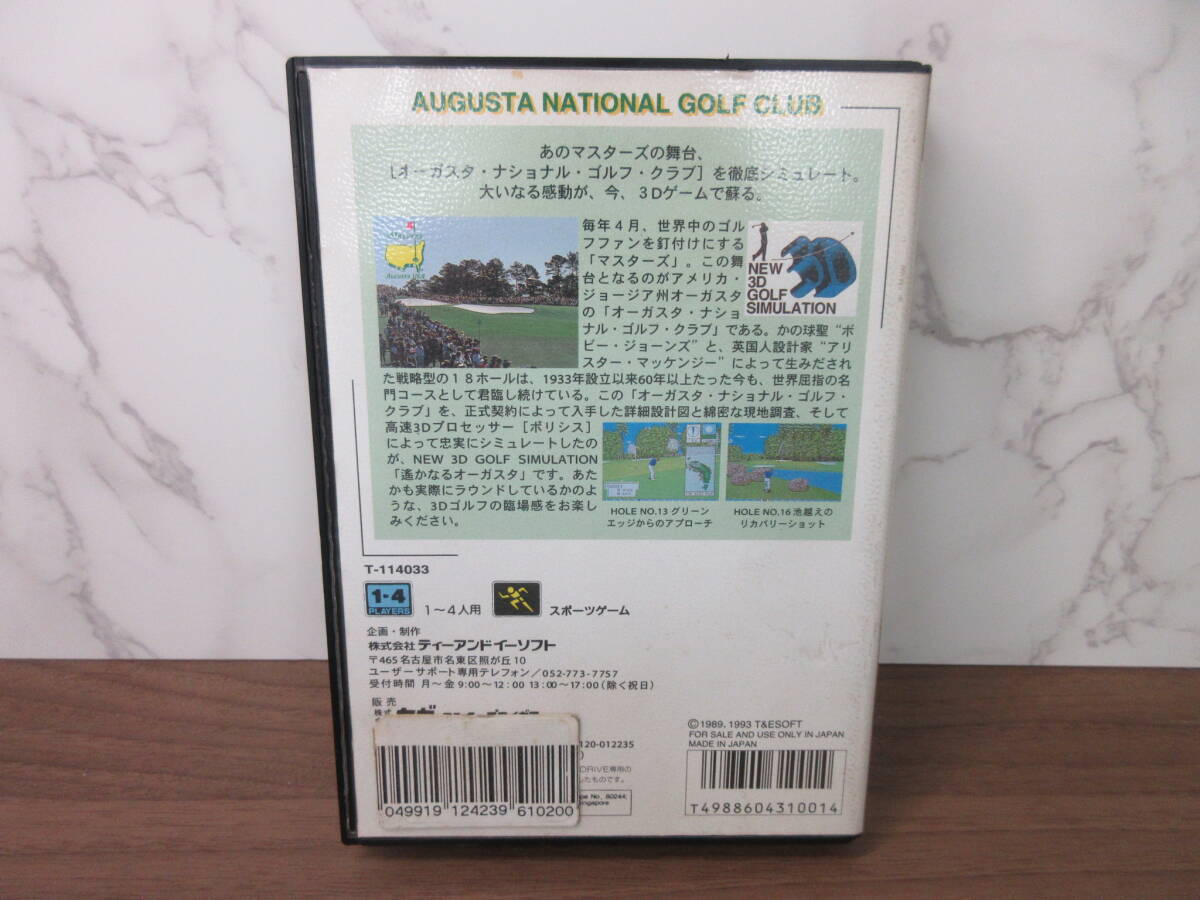 AUGUSTA NATIONAL GOLF CLUB
あのマスターズの舞台、
[オーガスタ・ナショナル・ゴルフ・クラブ] を徹底シミュレート。
大いなる感動が、今、3Dゲームで蘇る。
Augusta USA
毎年4月、世界中のゴル
フファンを釘付けにする
「マスターズ」。この舞
台となるのがアメリカ・
ジョージア州オーガスタ
の「オーガスタ・ナショ
ナル・ゴルフ・クラブ」である。かの球聖“ボ
ビー・ジョーンズ”と、英国人設計家“アリ
スター・マッケンジー”によって生みだされ
た戦略型の18ホールは、1933年設立以来60年以上たった今も、世界屈指の名
門コースとして君臨し続けている。この「オーガスタ・ナショナル・ゴルフ・
クラブ」を、正式契約によって入手した詳細設計図と綿密な現地調査、そして
高速3Dプロセッサー[ポリシス]
によって忠実にシミュレートしたの
が、NEW 3D GOLF SIMULATION
「遙かなるオーガスタ」です。あた
かも実際にラウンドしているかのよ
うな、3Dゴルフの臨場感をお楽し
みください。
NEW
3D
GOLF
SIMULATION
HOLE NO.13 グリーン
エッジからのアプローチ
HOLE NO.16 池越えの
リカバリーショット
T-114033
1-4
PLAYERS
1〜4人用
スポーツゲーム
企画・制作
株式会社 ティーアンドイーソフト
〒465 名古屋市名東区照が丘10
ユーザーサポート専用テレフォン/052-773-7757
受付時間 月〜金 9:00〜12:00 13:00〜17:00(除く祝日)
販売
120-012235
DRIVE専用の
したものです。
No. 80244;
Singapore
049919 124239 610200
©1989, 1993 T&ESOFT
FOR SALE AND USE ONLY IN JAPAN
MADE IN JAPAN
T4988604310014